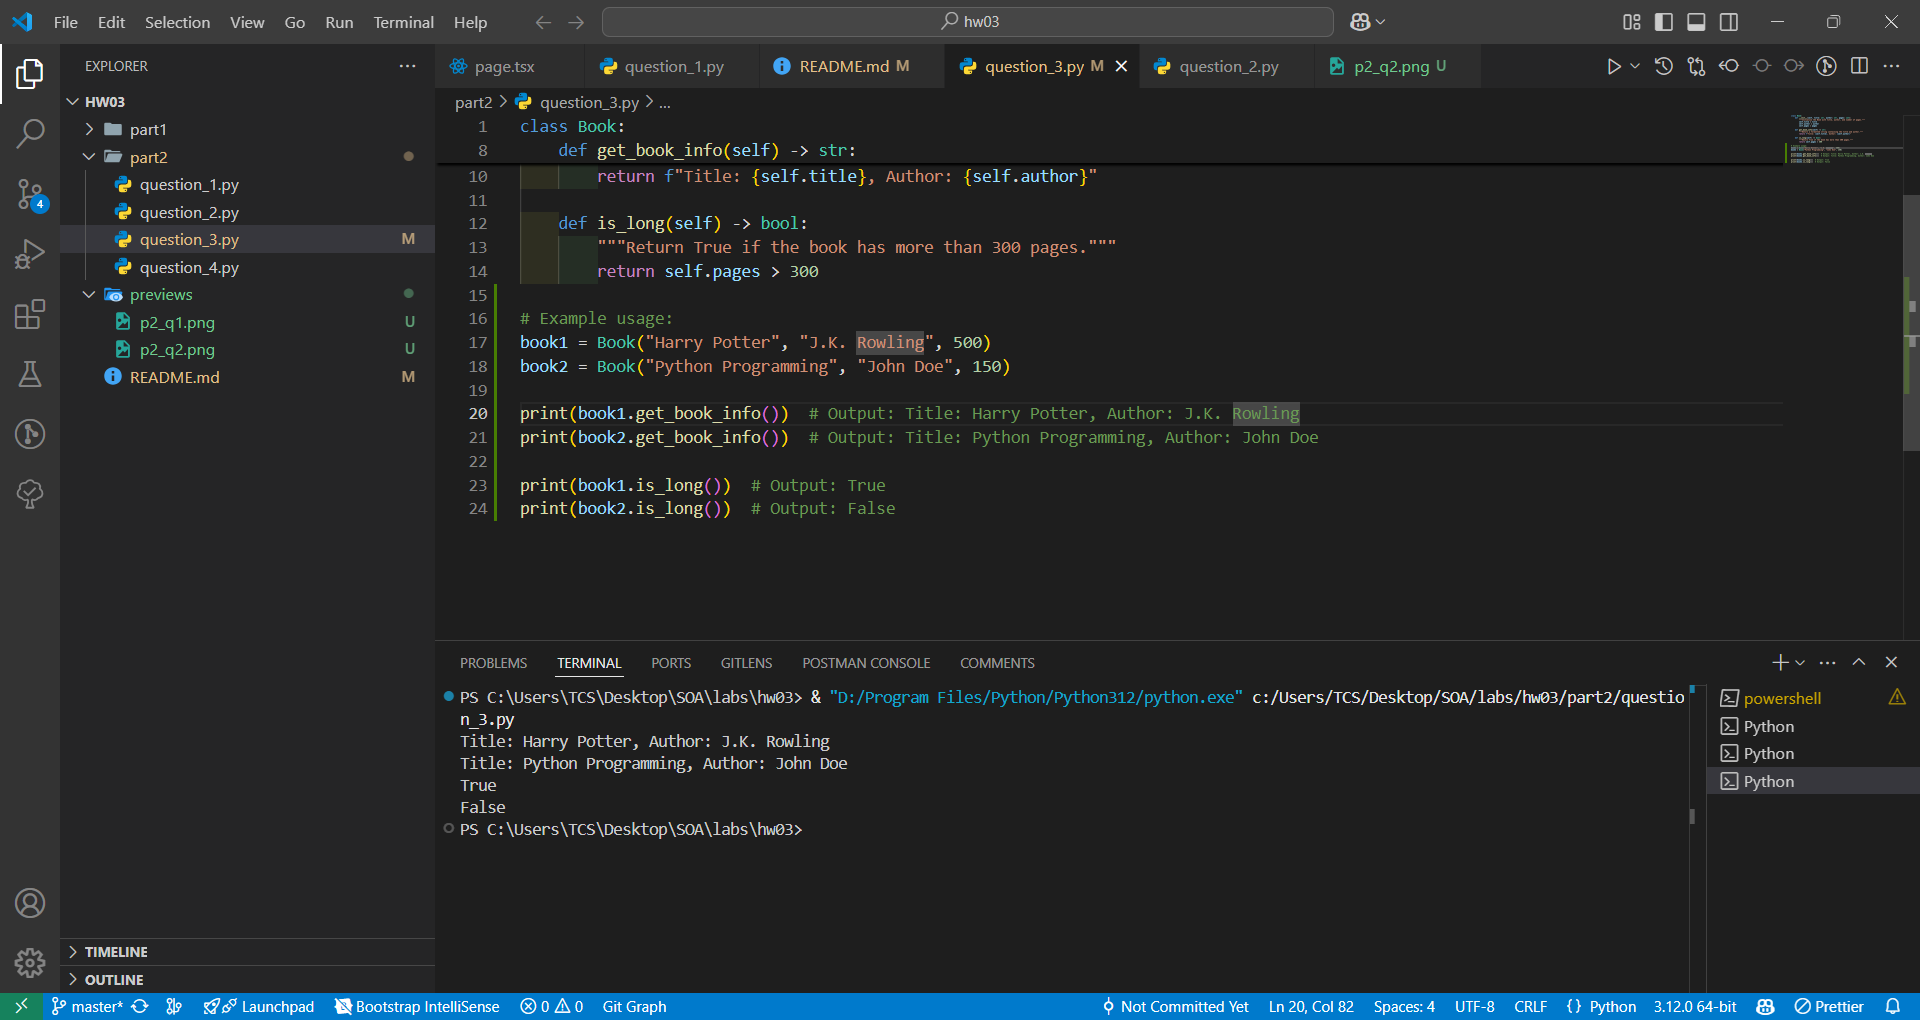 File Edit Selection View Go Run Terminal Help
hw03
EXPLORER
HW03
part1
part2
question_1.py
question_2.py
question_3.py M
question_4.py
previews
p2_q1.png U
p2_q2.png U
README.md M
TIMELINE
OUTLINE
page.tsx question_1.py README.md M question_3.py M question_2.py p2_q2.png U
part2 > question_3.py > ...
1 class Book:
8 def get_book_info(self) -> str:
10 return f"Title: {self.title}, Author: {self.author}"
11
12 def is_long(self) -> bool:
13 """Return True if the book has more than 300 pages."""
14 return self.pages > 300
15
16 # Example usage:
17 book1 = Book("Harry Potter", "J.K. Rowling", 500)
18 book2 = Book("Python Programming", "John Doe", 150)
19
20 print(book1.get_book_info()) # Output: Title: Harry Potter, Author: J.K. Rowling
21 print(book2.get_book_info()) # Output: Title: Python Programming, Author: John Doe
22
23 print(book1.is_long()) # Output: True
24 print(book2.is_long()) # Output: False
PROBLEMS TERMINAL PORTS GITLENS POSTMAN CONSOLE COMMENTS
PS C:\Users\TCS\Desktop\SOA\labs\hw03> & "D:/Program Files/Python/Python312/python.exe" c:/Users/TCS/Desktop/SOA/labs/hw03/part2/questio
n_3.py
Title: Harry Potter, Author: J.K. Rowling
Title: Python Programming, Author: John Doe
True
False
PS C:\Users\TCS\Desktop\SOA\labs\hw03>
powershell
Python
Python
Python
4
master* Launchpad Bootstrap IntelliSense 0 0 Git Graph Not Committed Yet Ln 20, Col 82 Spaces: 4 UTF-8 CRLF {} Python 3.12.0 64-bit Prettier